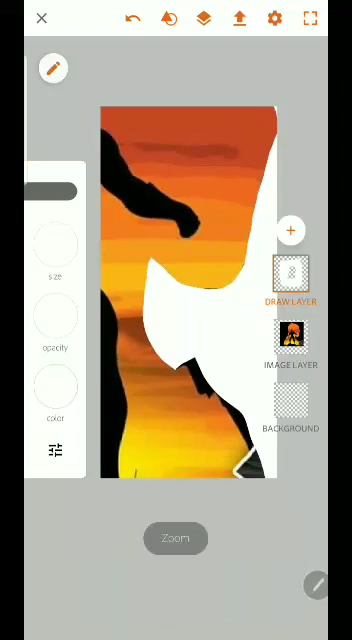 size
DRAW LAYER
opacity
IMAGE LAYER
color
BACKGROUND
Zoom